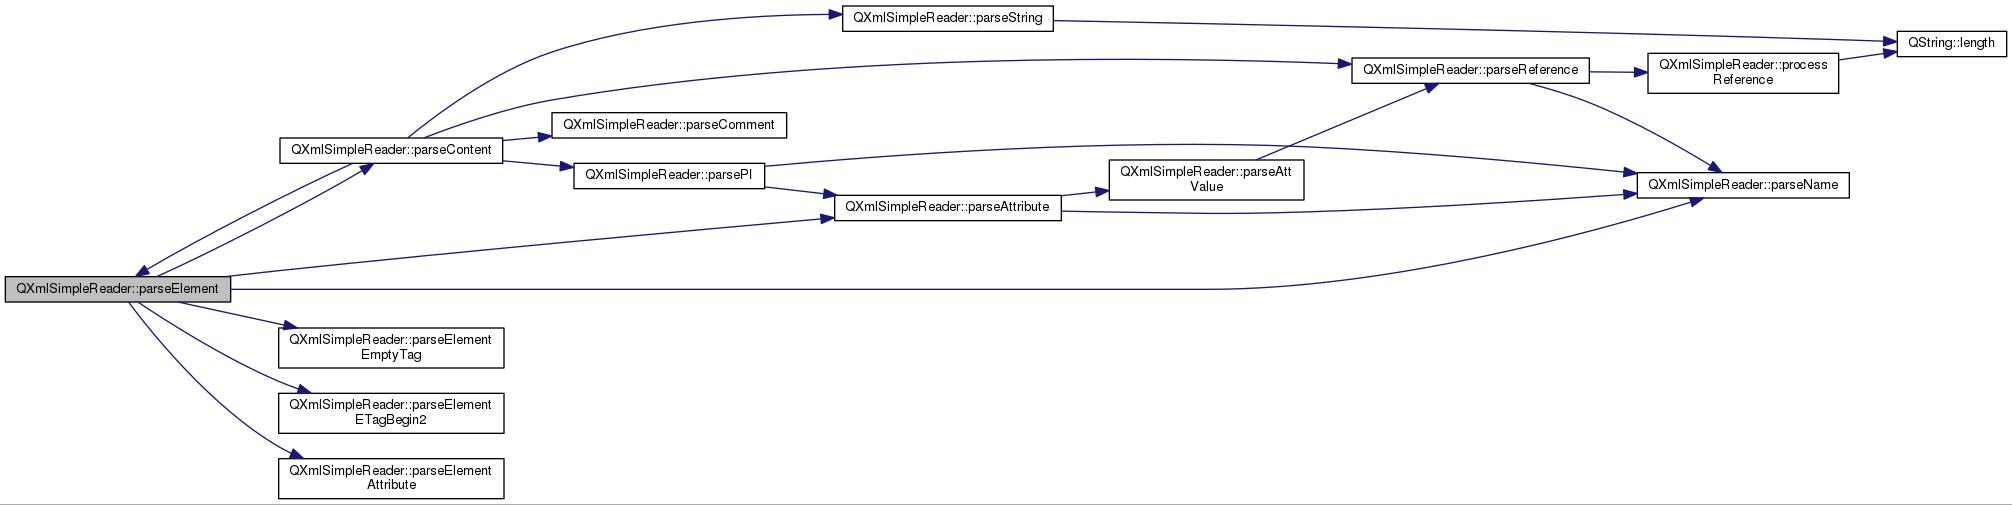 QXmlSimpleReader::parseString
QString::length
QXmlSimpleReader::parseReference
QXmlSimpleReader::process
Reference
QXmlSimpleReader::parseComment
QXmlSimpleReader::parseContent
QXmlSimpleReader::parsePI
QXmlSimpleReader::parseAtt
Value
QXmlSimpleReader::parseName
QXmlSimpleReader::parseAttribute
QXmlSimpleReader::parseElement
QXmlSimpleReader::parseElement
EmptyTag
QXmlSimpleReader::parseElement
ETagBegin2
QXmlSimpleReader::parseElement
Attribute